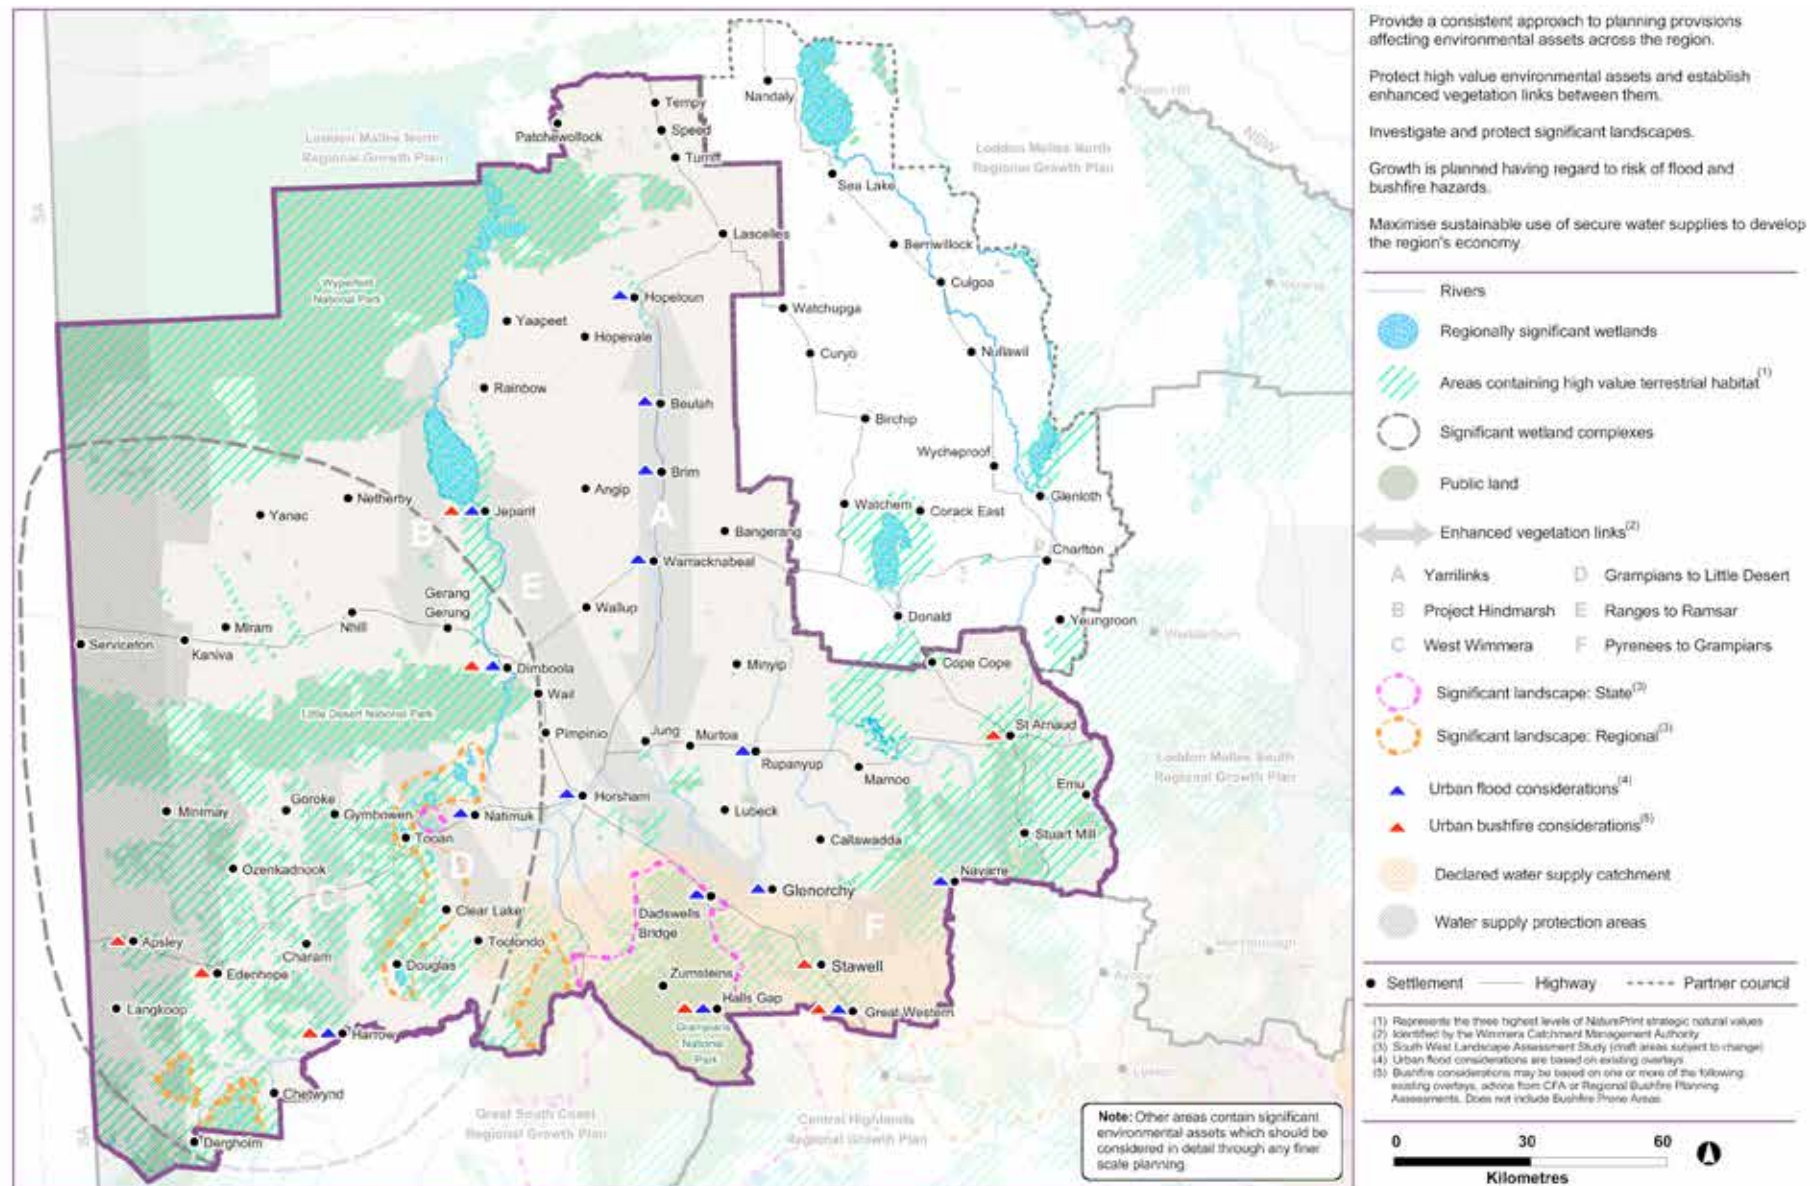 Provide a consistent approach to planning provisions
affecting environmental assets across the region.
Protect high value environmental assets and establish
enhanced vegetation links between them.
Investigate and protect significant landscapes.
Growth is planned having regard to risk of flood and
bushfire hazards.
Maximise sustainable use of secure water supplies to develop
the region's economy.
Rivers
Regionally significant wetlands
Areas containing high value terrestrial habitat(1)
Significant wetland complexes
Public land
Enhanced vegetation links(2)
A Yarrilinks D Grampians to Little Desert
B Project Hindmarsh E Ranges to Ramsar
C West Wimmera F Pyrenees to Grampians
Significant landscape: State(3)
Significant landscape: Regional(3)
Urban flood considerations(4)
Urban bushfire considerations(5)
Declared water supply catchment
Water supply protection areas
Settlement Highway Partner council
(1) Represents the three highest levels of NaturePrint strategic natural values
(2) Identified by the Wimmera Catchment Management Authority
(3) South West Landscape Assessment Study (draft areas subject to change)
(4) Urban flood considerations are based on existing overlays
(5) Bushfire considerations may be based on one or more of the following:
existing overlays, advice from CFA or Regional Bushfire Planning
Assessments. Does not include Bushfire Prone Areas
0 30 60
Kilometres
Note: Other areas contain significant
environmental assets which should be
considered in detail through any finer
scale planning
Loddon Mallee North
Regional Growth Plan
Loddon Mallee North
Regional Growth Plan
Loddon Mallee South
Regional Growth Plan
Great South Coast
Regional Growth Plan
Central Highlands
Regional Growth Plan
NSW
SA
SA
Swan Hill
Nandaly
Tempy
Patchewollock
Speed
Turriff
Sea Lake
Lascelles
Berriwillock
Wyperfeld
National Park
Culgoa
Hopetoun
Watchupga
Yaapeet
Hopevale
Curyo
Nullawil
Rainbow
Beulah
Birchip
Wycheproof
Brim
Angip
Netherby
Glenloth
Watchem
Corack East
Yanac
Jeparit
A
B
Bangerang
Charlton
Warracknabeal
E
Gerang
Gerung
Wallup
Nhill
Donald
Yeungroon
Wedderburn
Miram
Serviceton
Kaniva
Dimboola
Minyip
Cope Cope
Wail
Little Desert National Park
St Arnaud
Pimpinio
Jung
Murtoa
Rupanyup
Marnoo
Emu
Horsham
Minimay
Goroke
Gymbowen
Natimuk
Lubeck
Tooan
Callawadda
Stuart Mill
D
Ozenkadnook
Navarre
Glenorchy
C
Clear Lake
Dadswells
Bridge
F
Apsley
Charam
Toolondo
Edenhope
Douglas
Zumsteins
Stawell
Langkoop
Halls Gap
Great Western
Harrow
Grampians
National
Park
Ararat
Chetwynd
Dergholm